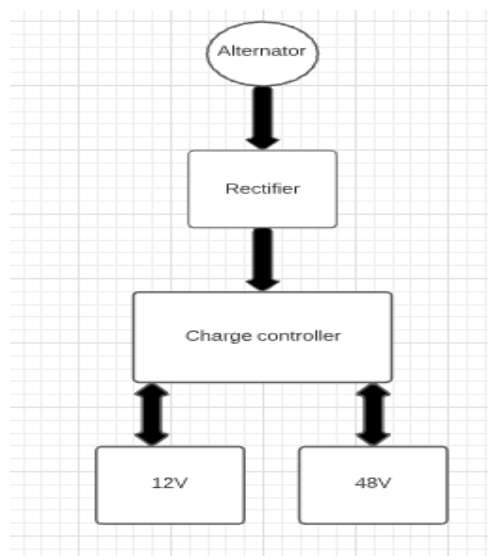 Alternator
Rectifier
Charge controller
12V
48V